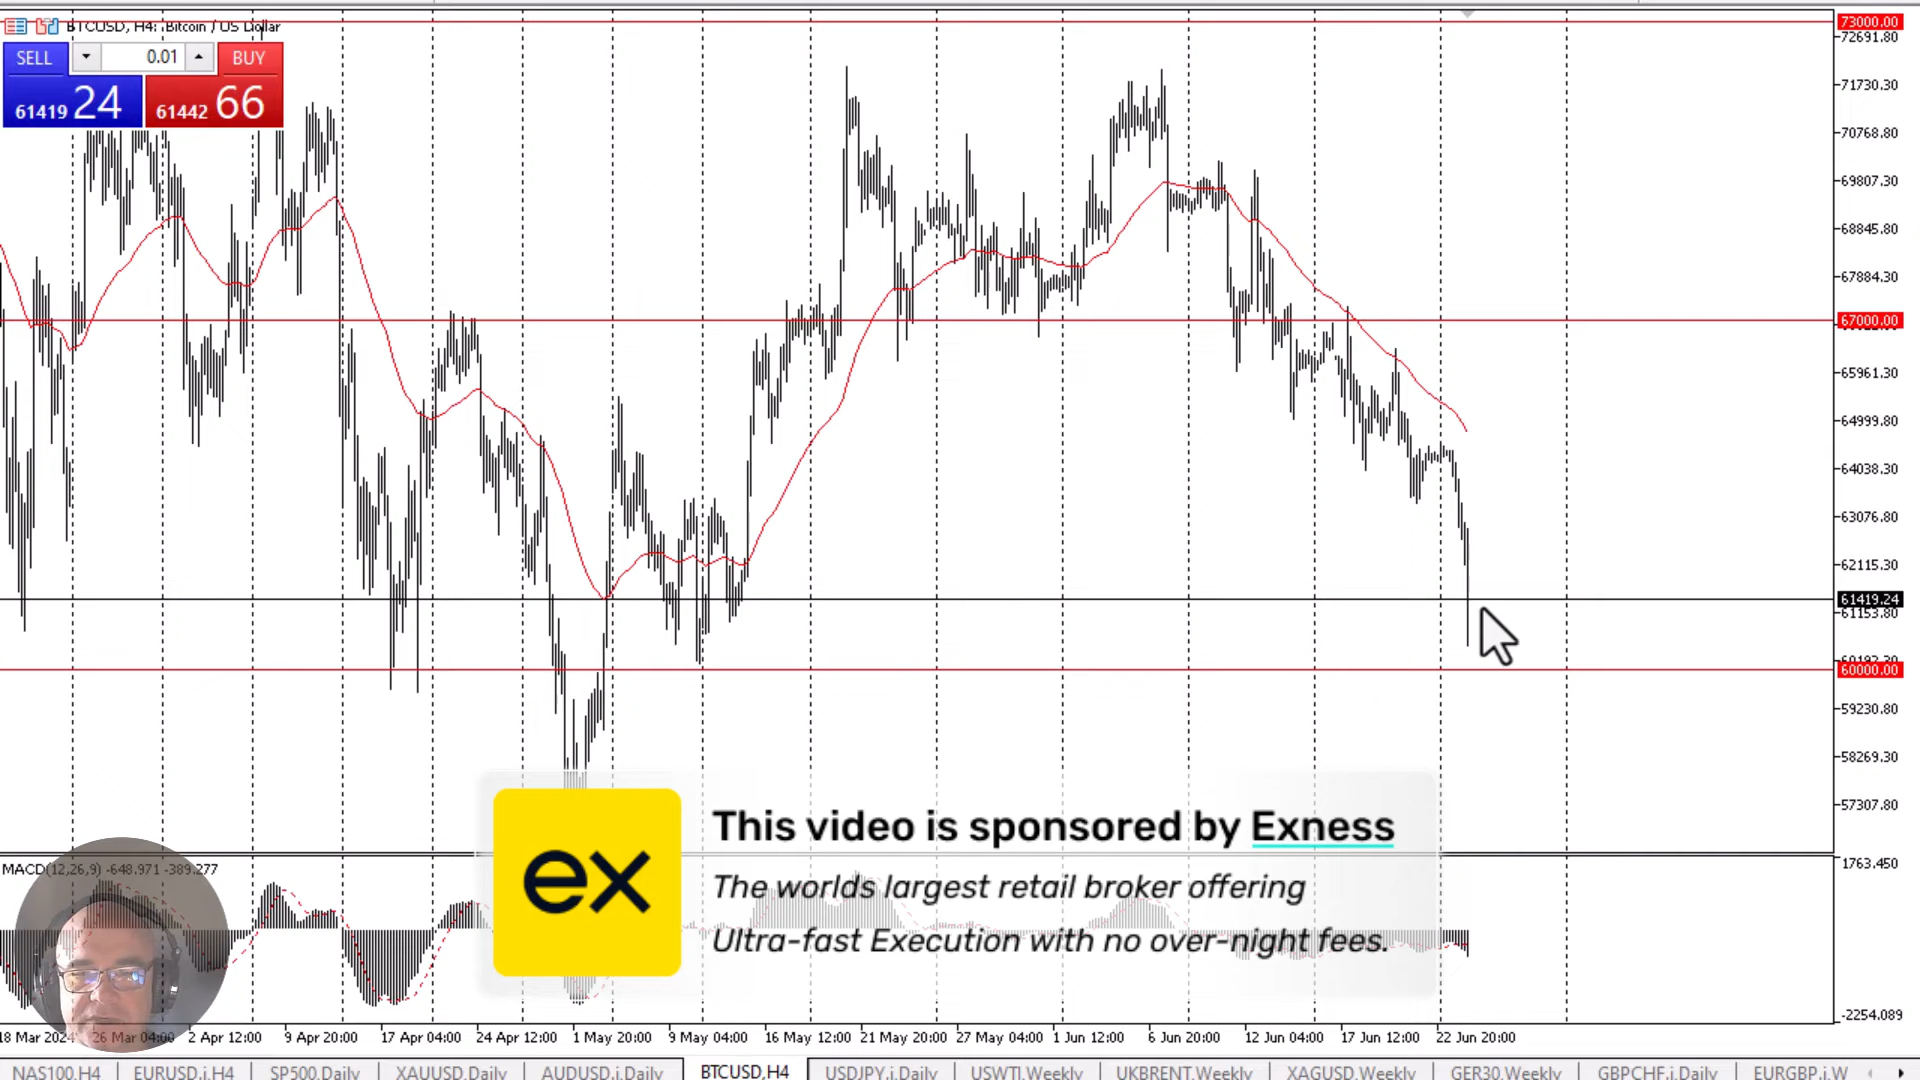 BTCUSD, H4: Bitcoin / US Dollar
73000.00
72691.80
SELL
0.01
BUY
61419 24
61442 66
71730.30
70768.80
69807.30
68845.80
67884.30
67000.00
65961.30
64999.80
64038.30
63076.80
62115.30
61419.24
61153.80
60000.00
59230.80
58269.30
57307.80
ex
This video is sponsored by Exness
The worlds largest retail broker offering
Ultra-fast Execution with no over-night fees.
MACD(12,26,9) -648.971 -389.277
1763.450
-2254.089
18 Mar 2024
26 Mar 04:00
2 Apr 12:00
9 Apr 20:00
17 Apr 04:00
24 Apr 12:00
1 May 20:00
9 May 04:00
16 May 12:00
21 May 20:00
27 May 04:00
1 Jun 12:00
6 Jun 20:00
12 Jun 04:00
17 Jun 12:00
22 Jun 20:00
NAS100,H4
EURUSD.i,H4
SP500,Daily
XAUUSD,Daily
AUDUSD.i,Daily
BTCUSD,H4
USDJPY.i,Daily
USWTI,Weekly
UKBRENT,Weekly
XAGUSD,Weekly
GER30,Weekly
GBPCHF.i,Daily
EURGBP.i,W